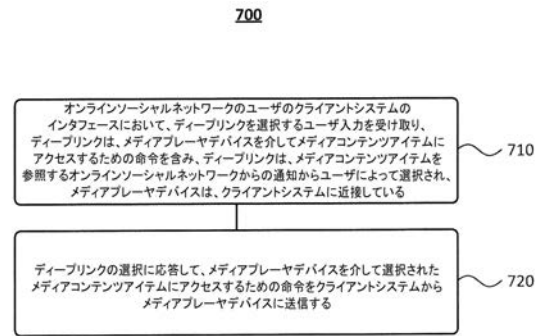 700
オンラインソーシャルネットワークのユーザのクライアントシステムの
インタフェースにおいて、ディープリンクを選択するユーザ入力を受け取り、
ディープリンクは、メディアプレーヤデバイスを介してメディアコンテンツアイテムに
アクセスするための命令を含み、ディープリンクは、メディアコンテンツアイテムを
参照するオンラインソーシャルネットワークからの通知からユーザによって選択され、
メディアプレーヤデバイスは、クライアントシステムに近接している
710
ディープリンクの選択に応答して、メディアプレーヤデバイスを介して選択された
メディアコンテンツアイテムにアクセスするための命令をクライアントシステムから
メディアプレーヤデバイスに送信する
720